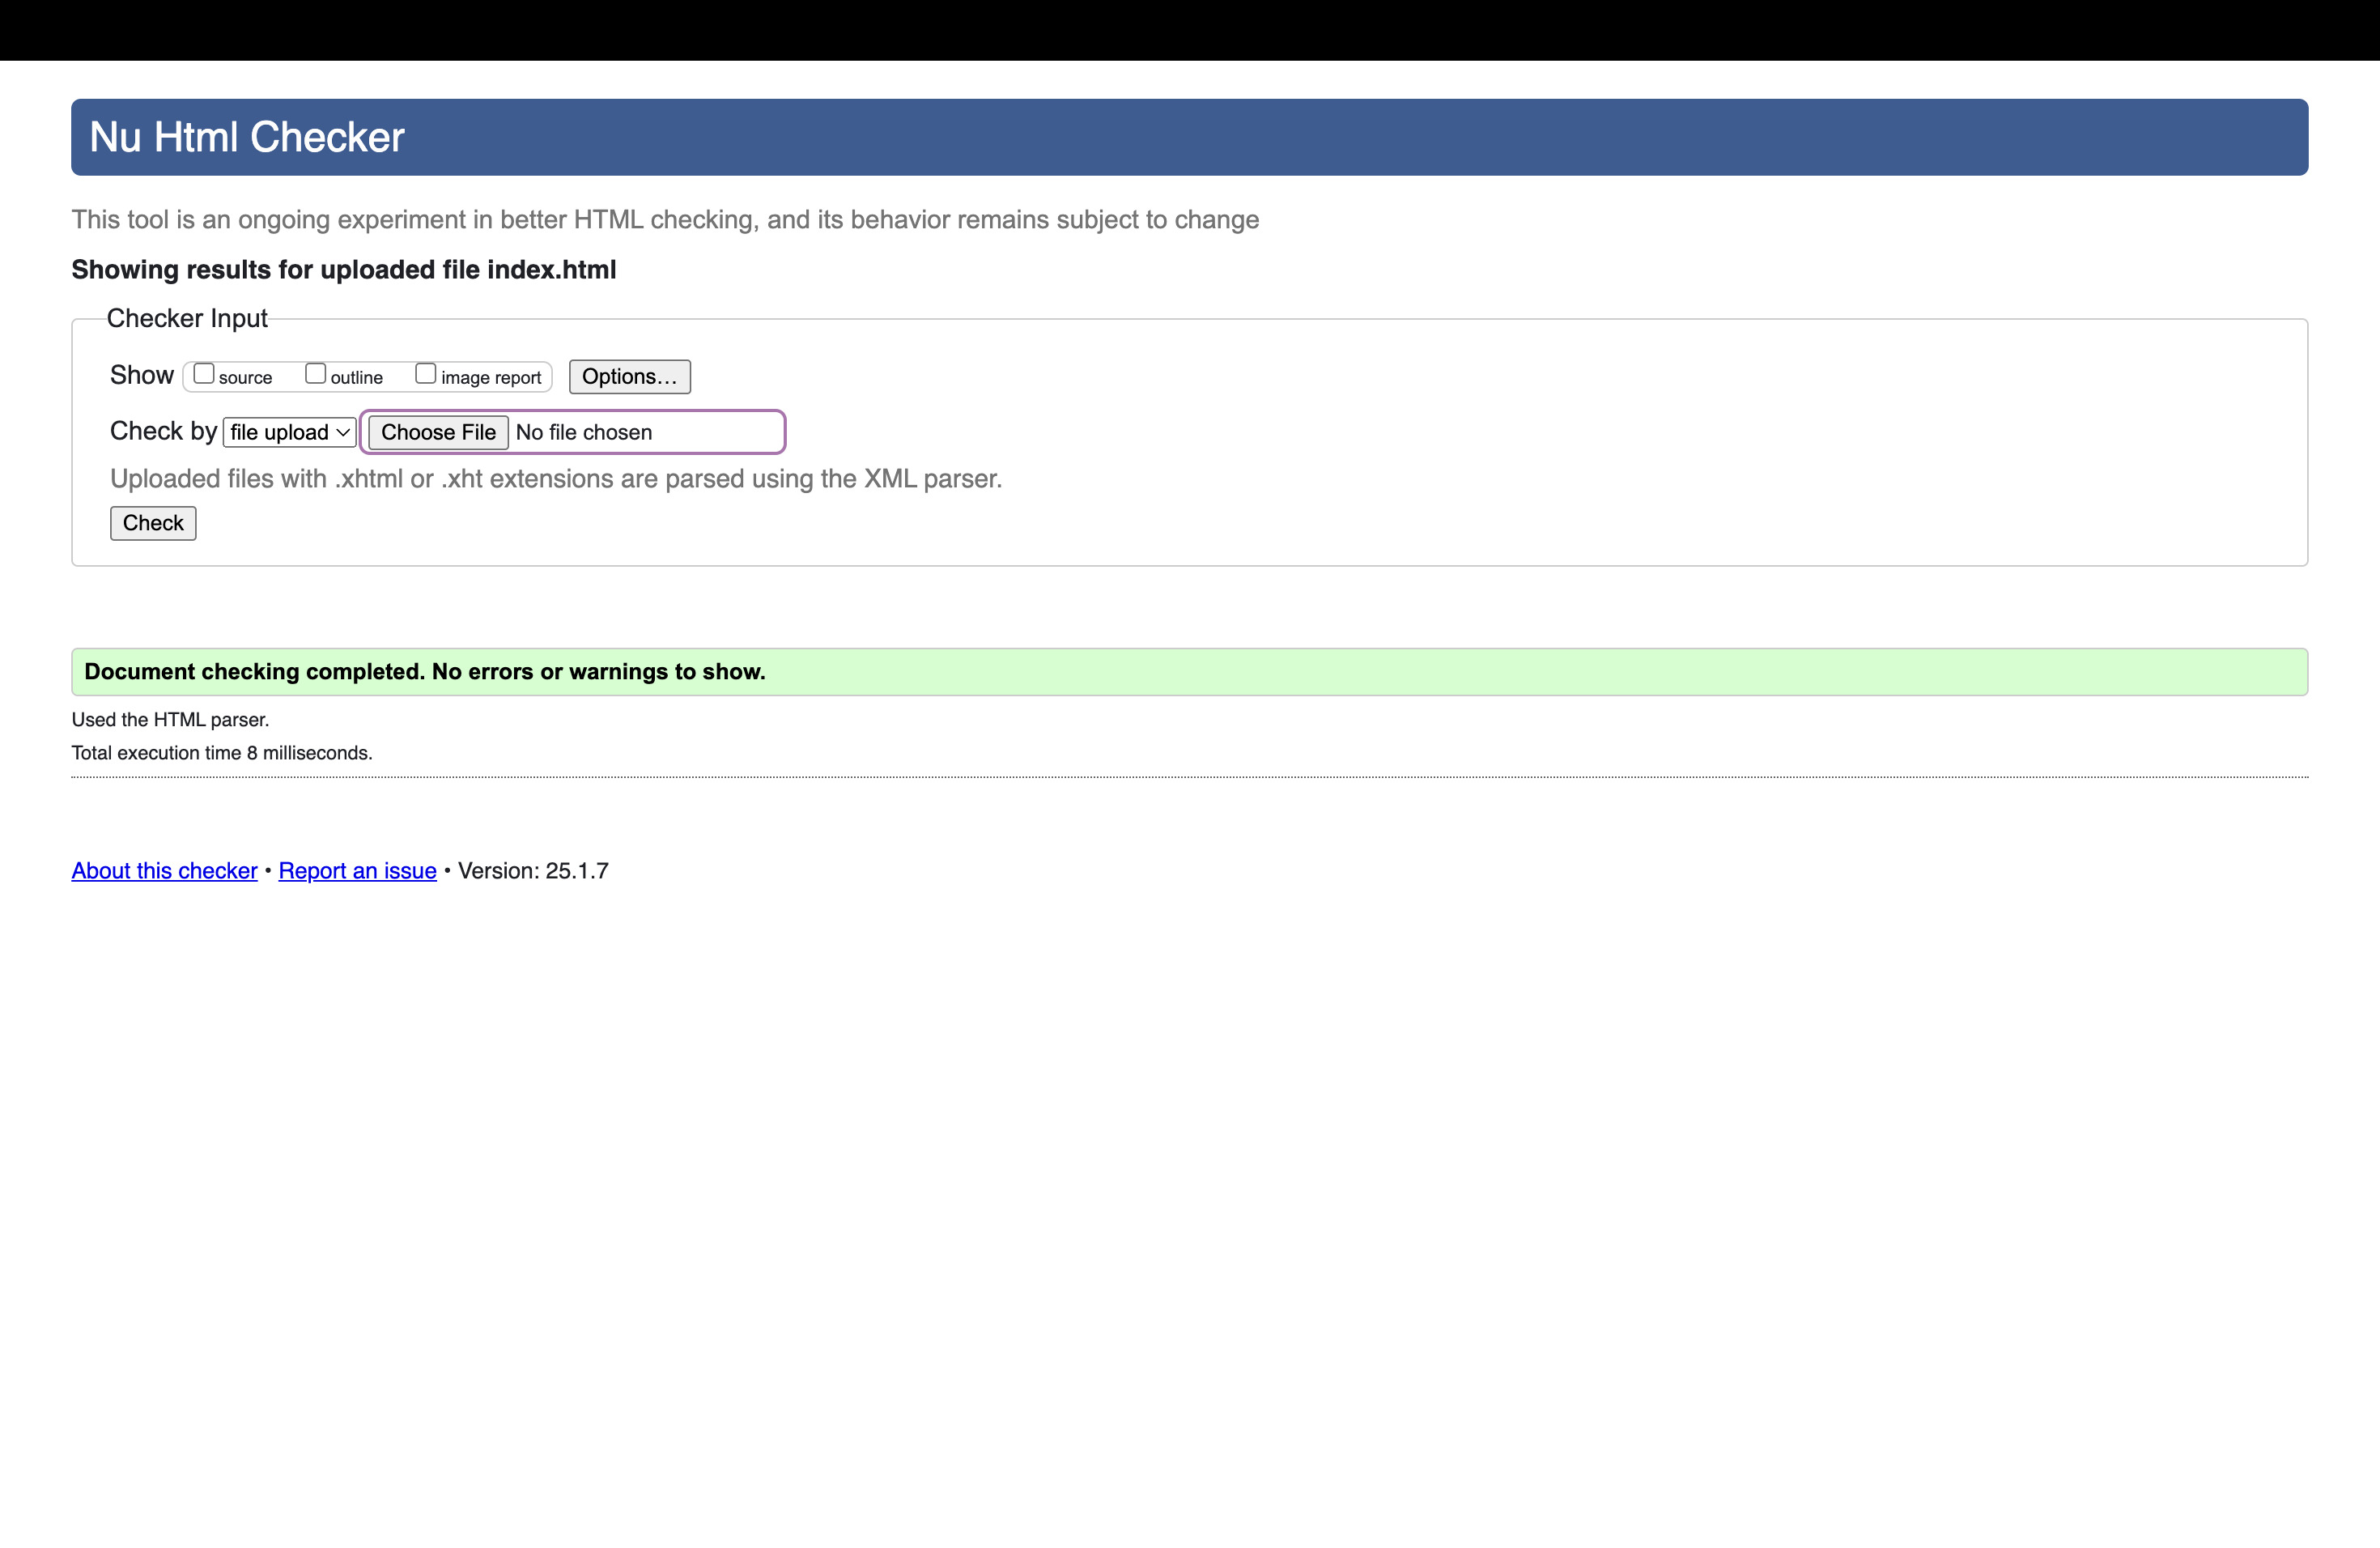 Nu Html Checker
This tool is an ongoing experiment in better HTML checking, and its behavior remains subject to change
Showing results for uploaded file index.html
Checker Input
Show source outline image report Options…
Check by file upload Choose File No file chosen
Uploaded files with .xhtml or .xht extensions are parsed using the XML parser.
Check
Document checking completed. No errors or warnings to show.
Used the HTML parser.
Total execution time 8 milliseconds.
About this checker • Report an issue • Version: 25.1.7